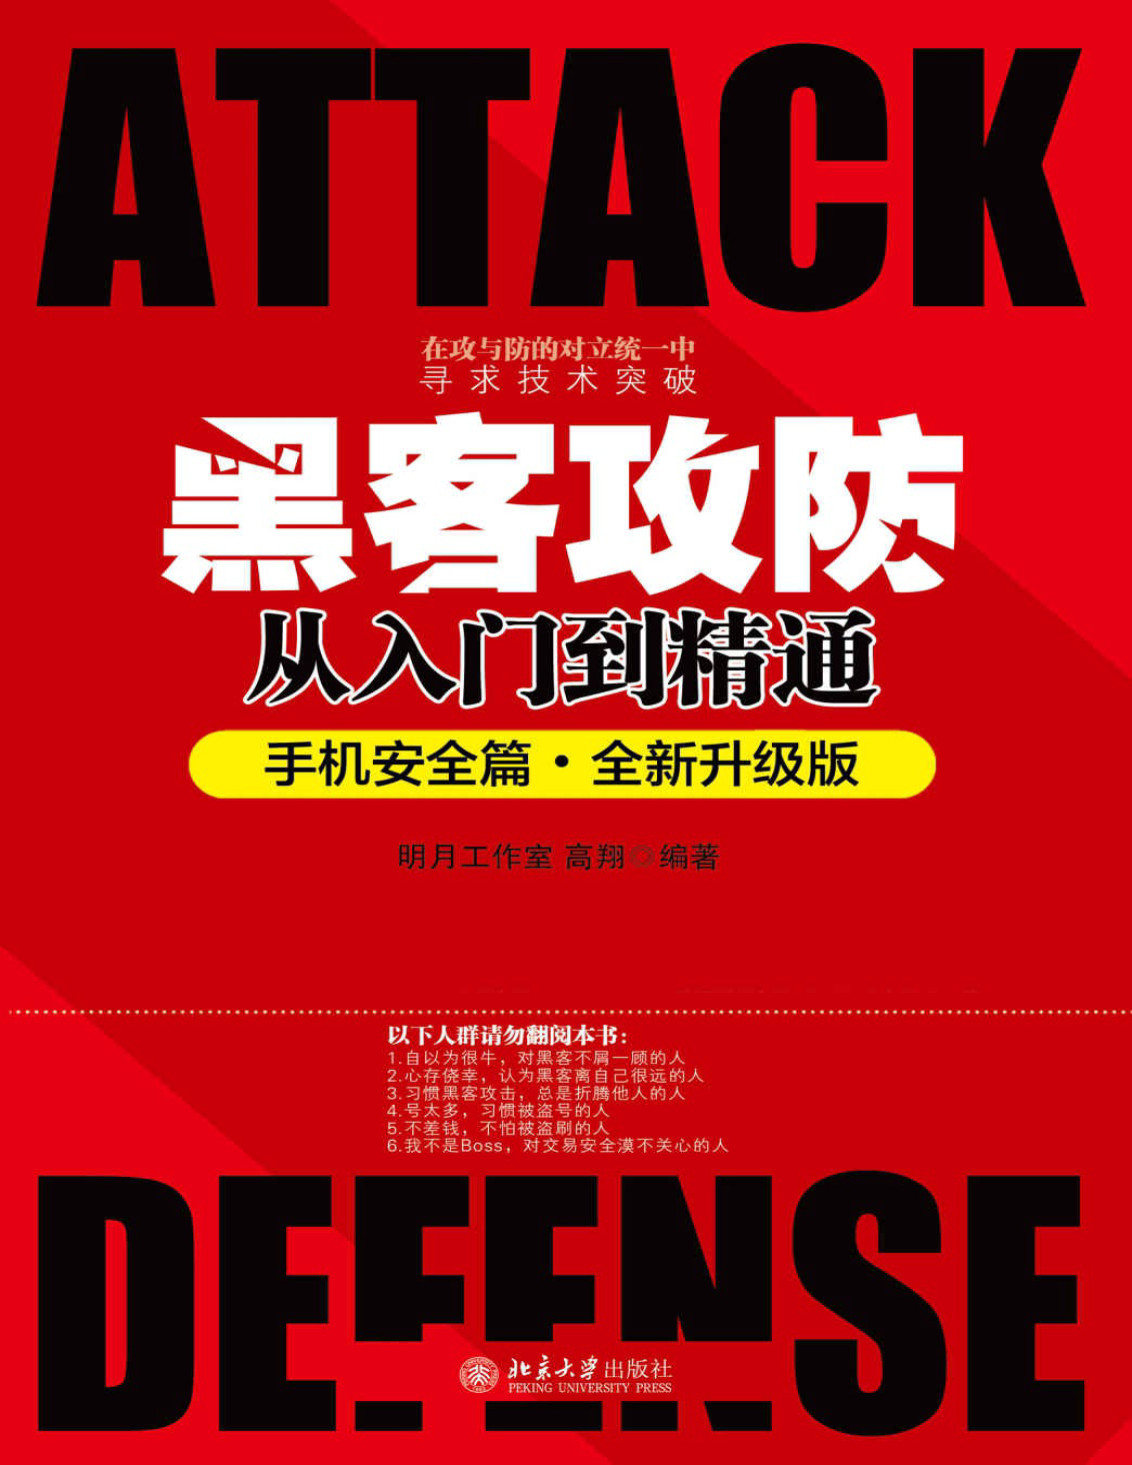 ATTACK
在攻与防的对立统一中
寻求技术突破
黑客攻防
从入门到精通
手机安全篇·全新升级版
明月工作室 高翔◎编著
以下人群请勿翻阅本书：
1.自以为很牛，对黑客不屑一顾的人
2.心存侥幸，认为黑客离自己很远的人
3.习惯黑客攻击，总是折腾他人的人
4.号太多，习惯被盗号的人
5.不差钱，不怕被盗刷的人
6.我不是Boss，对交易安全漠不关心的人
DEFENSE
北京大学出版社
PEKING UNIVERSITY PRESS